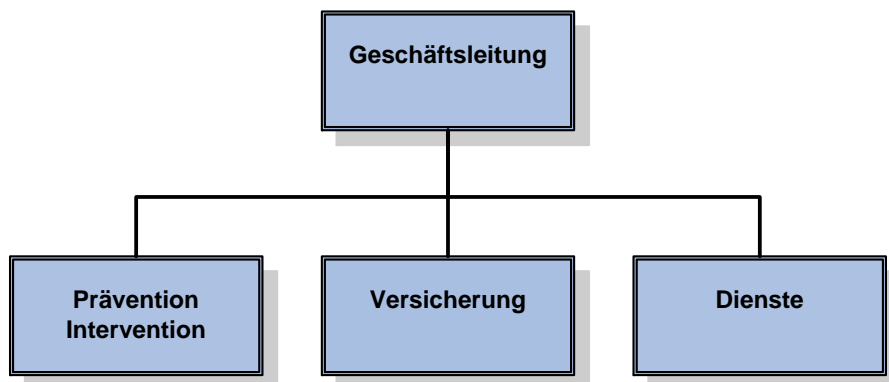 Geschäftsleitung
Prävention
Intervention
Versicherung
Dienste